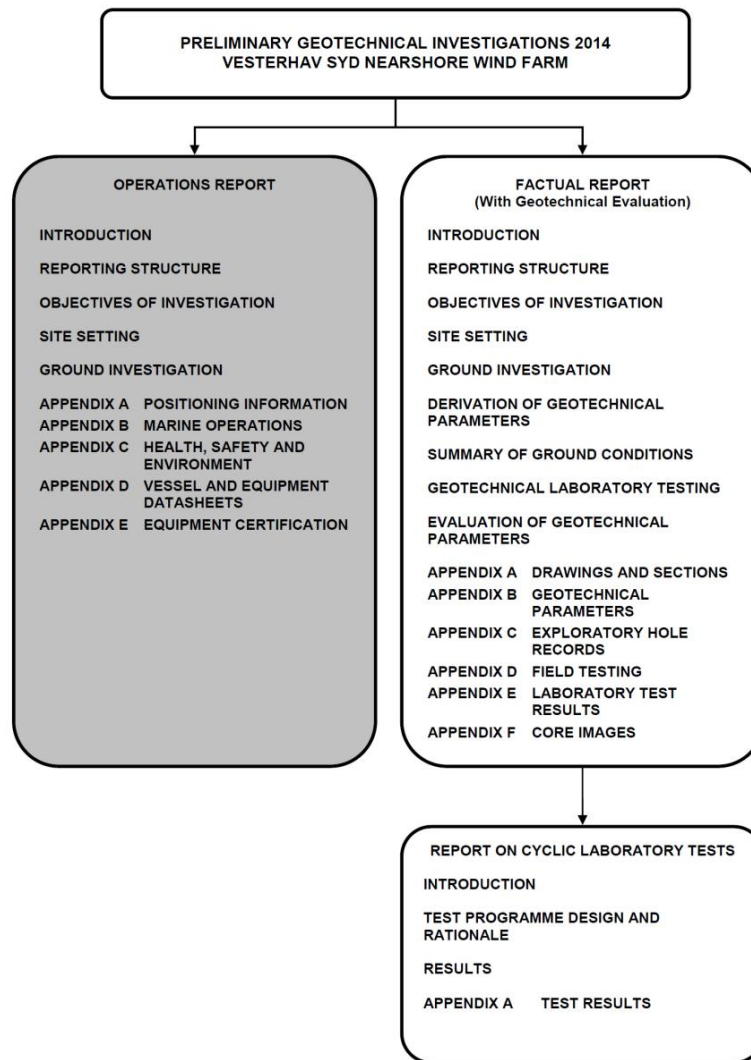 PRELIMINARY GEOTECHNICAL INVESTIGATIONS 2014
VESTERHAV SYD NEARSHORE WIND FARM
OPERATIONS REPORT
INTRODUCTION
REPORTING STRUCTURE
OBJECTIVES OF INVESTIGATION
SITE SETTING
GROUND INVESTIGATION
APPENDIX A POSITIONING INFORMATION
APPENDIX B MARINE OPERATIONS
APPENDIX C HEALTH, SAFETY AND
ENVIRONMENT
APPENDIX D VESSEL AND EQUIPMENT
DATASHEETS
APPENDIX E EQUIPMENT CERTIFICATION
FACTUAL REPORT
(With Geotechnical Evaluation)
INTRODUCTION
REPORTING STRUCTURE
OBJECTIVES OF INVESTIGATION
SITE SETTING
GROUND INVESTIGATION
DERIVATION OF GEOTECHNICAL
PARAMETERS
SUMMARY OF GROUND CONDITIONS
GEOTECHNICAL LABORATORY TESTING
EVALUATION OF GEOTECHNICAL
PARAMETERS
APPENDIX A DRAWINGS AND SECTIONS
APPENDIX B GEOTECHNICAL
PARAMETERS
APPENDIX C EXPLORATORY HOLE
RECORDS
APPENDIX D FIELD TESTING
APPENDIX E LABORATORY TEST
RESULTS
APPENDIX F CORE IMAGES
REPORT ON CYCLIC LABORATORY TESTS
INTRODUCTION
TEST PROGRAMME DESIGN AND
RATIONALE
RESULTS
APPENDIX A TEST RESULTS